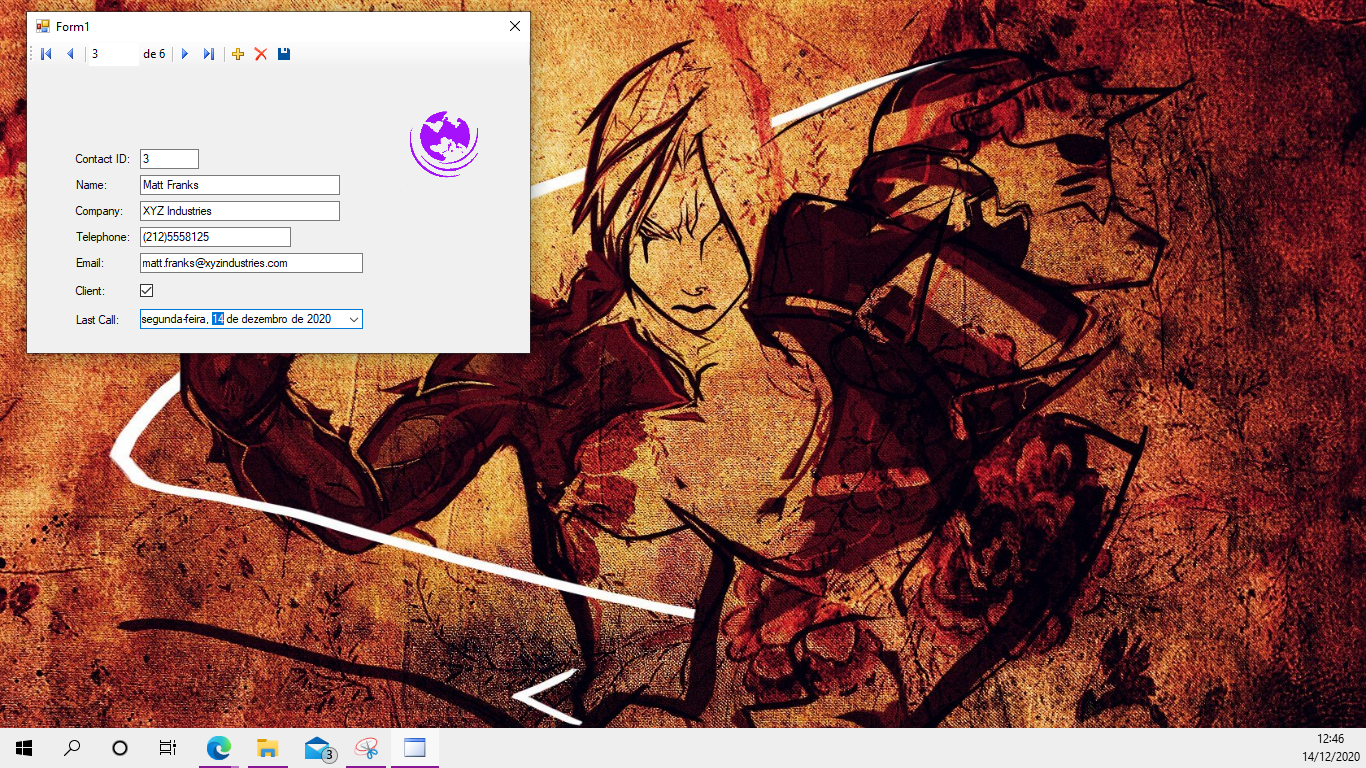 Form1
3 de 6
Contact ID: 3
Name: Matt Franks
Company: XYZ Industries
Telephone: (212)5558125
Email: matt.franks@xyzindustries.com
Client:
Last Call: segunda-feira, 14 de dezembro de 2020
3
12:46
14/12/2020